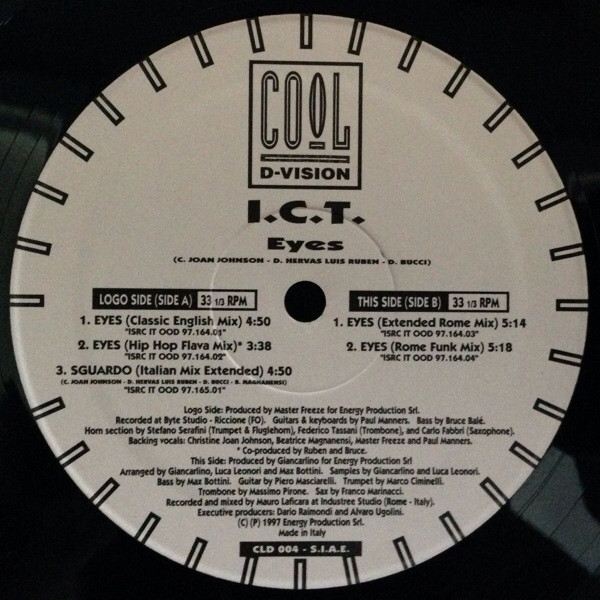 COOL
D-VISION
I.C.T.
Eyes
(C. JOAN JOHNSON - D. HERVAS LUIS RUBEN - D. BUCCI)
LOGO SIDE (SIDE A) 33 1/3 RPM
1. EYES (Classic English Mix) 4:50
"ISRC IT OOD 97.164.01"
2. EYES (Hip Hop Flava Mix)* 3:38
"ISRC IT OOD 97.164.02"
3. SGUARDO (Italian Mix Extended) 4:50
(C. JOAN JOHNSON - D. HERVAS LUIS RUBEN - D. BUCCI - B. MAGNANENSI)
"ISRC IT OOD 97.165.01"
THIS SIDE (SIDE B) 33 1/3 RPM
1. EYES (Extended Rome Mix) 5:14
"ISRC IT OOD 97.164.03"
2. EYES (Rome Funk Mix) 5:18
"ISRC IT OOD 97.164.04"
Logo Side: Produced by Master Freeze for Energy Production Srl.
Recorded at Byte Studio - Riccione (FO). Guitars & keyboards by Paul Manners. Bass by Bruce Balé.
Horn section by Stefano Serafini (Trumpet & Fluglehorn), Federico Tassani (Trombone), and Carlo Fabbri (Saxophone).
Backing vocals: Christine Joan Johnson, Beatrice Magnanensi, Master Freeze and Paul Manners.
* Co-produced by Ruben and Bruce.
This Side: Produced by Giancarlino for Energy Production Srl
Arranged by Giancarlino, Luca Leonori and Max Bottini. Samples by Giancarlino and Luca Leonori.
Bass by Max Bottini. Guitar by Piero Masciarelli. Trumpet by Marco Ciminelli.
Trombone by Massimo Pirone. Sax by Franco Marinacci.
Recorded and mixed by Mauro Laficara at Industree Studio (Rome - Italy).
Executive producers: Dario Raimondi and Alvaro Ugolini.
(C) (P) 1997 Energy Production Srl.
Made in Italy
CLD 004 - S.I.A.E.